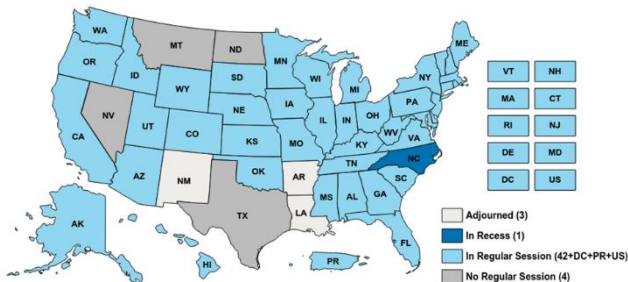 WA
MT
ND
ME
OR
ID
MN
SD
WI
NY
VT NH
WY
MI
MA CT
NV
NE
IA
PA
RI NJ
CA
UT
CO
IL
IN
OH
WV
VA
DE MD
KS
MO
KY
NC
DC US
AZ
NM
OK
AR
TN
SC
TX
LA
MS
AL
GA
AK
FL
HI
PR
Adjourned (3)
In Recess (1)
In Regular Session (42+DC+PR+US)
No Regular Session (4)